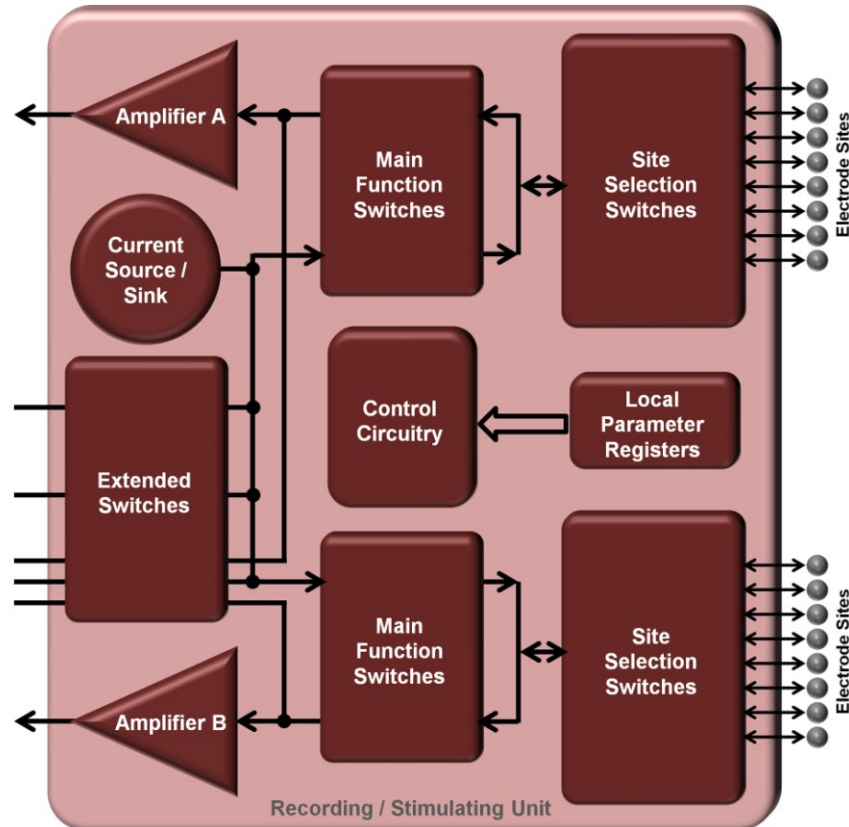 Amplifier A
Main
Function
Switches
Site
Selection
Switches
Electrode Sites
Current
Source /
Sink
Control
Circuitry
Local
Parameter
Registers
Extended
Switches
Main
Function
Switches
Site
Selection
Switches
Electrode Sites
Amplifier B
Recording / Stimulating Unit